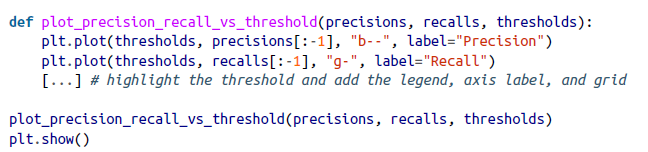 def plot_precision_recall_vs_threshold(precisions, recalls, thresholds):
    plt.plot(thresholds, precisions[:-1], "b--", label="Precision")
    plt.plot(thresholds, recalls[:-1], "g-", label="Recall")
    [...] # highlight the threshold and add the legend, axis label, and grid

plot_precision_recall_vs_threshold(precisions, recalls, thresholds)
plt.show()